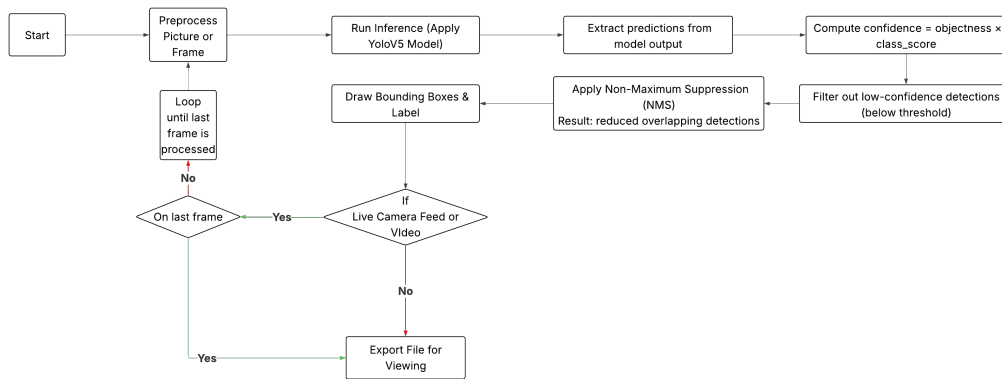 Start
Preprocess
Picture or
Frame
Run Inference (Apply
YoloV5 Model)
Extract predictions from
model output
Compute confidence = objectness ×
class_score
Loop
until last
frame is
processed
Draw Bounding Boxes &
Label
Apply Non-Maximum Suppression
(NMS)
Result: reduced overlapping detections
Filter out low-confidence detections
(below threshold)
No
On last frame
Yes
If
Live Camera Feed or
VIdeo
No
Yes
Export File for
Viewing